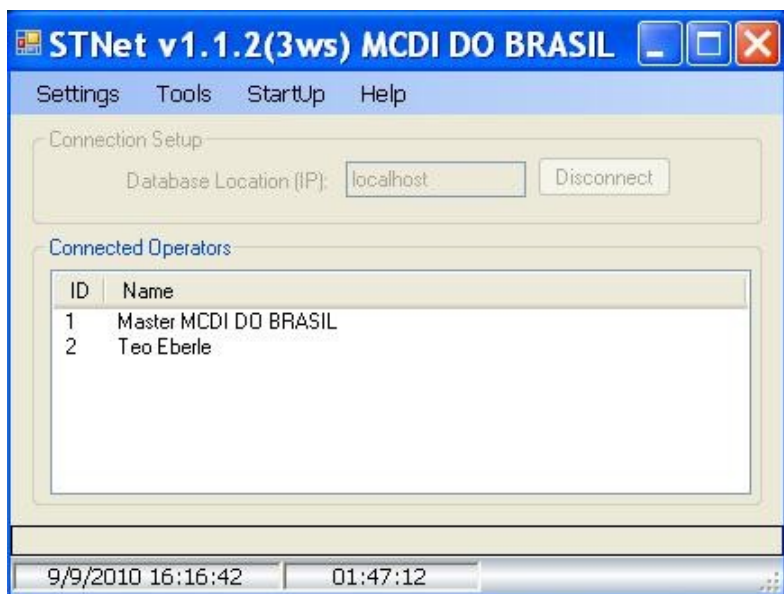 STNet v1.1.2(3ws) MCDI DO BRASIL
Settings Tools StartUp Help
Connection Setup
Database Location (IP): localhost Disconnect
Connected Operators
ID Name
1 Master MCDI DO BRASIL
2 Teo Eberle
9/9/2010 16:16:42 01:47:12